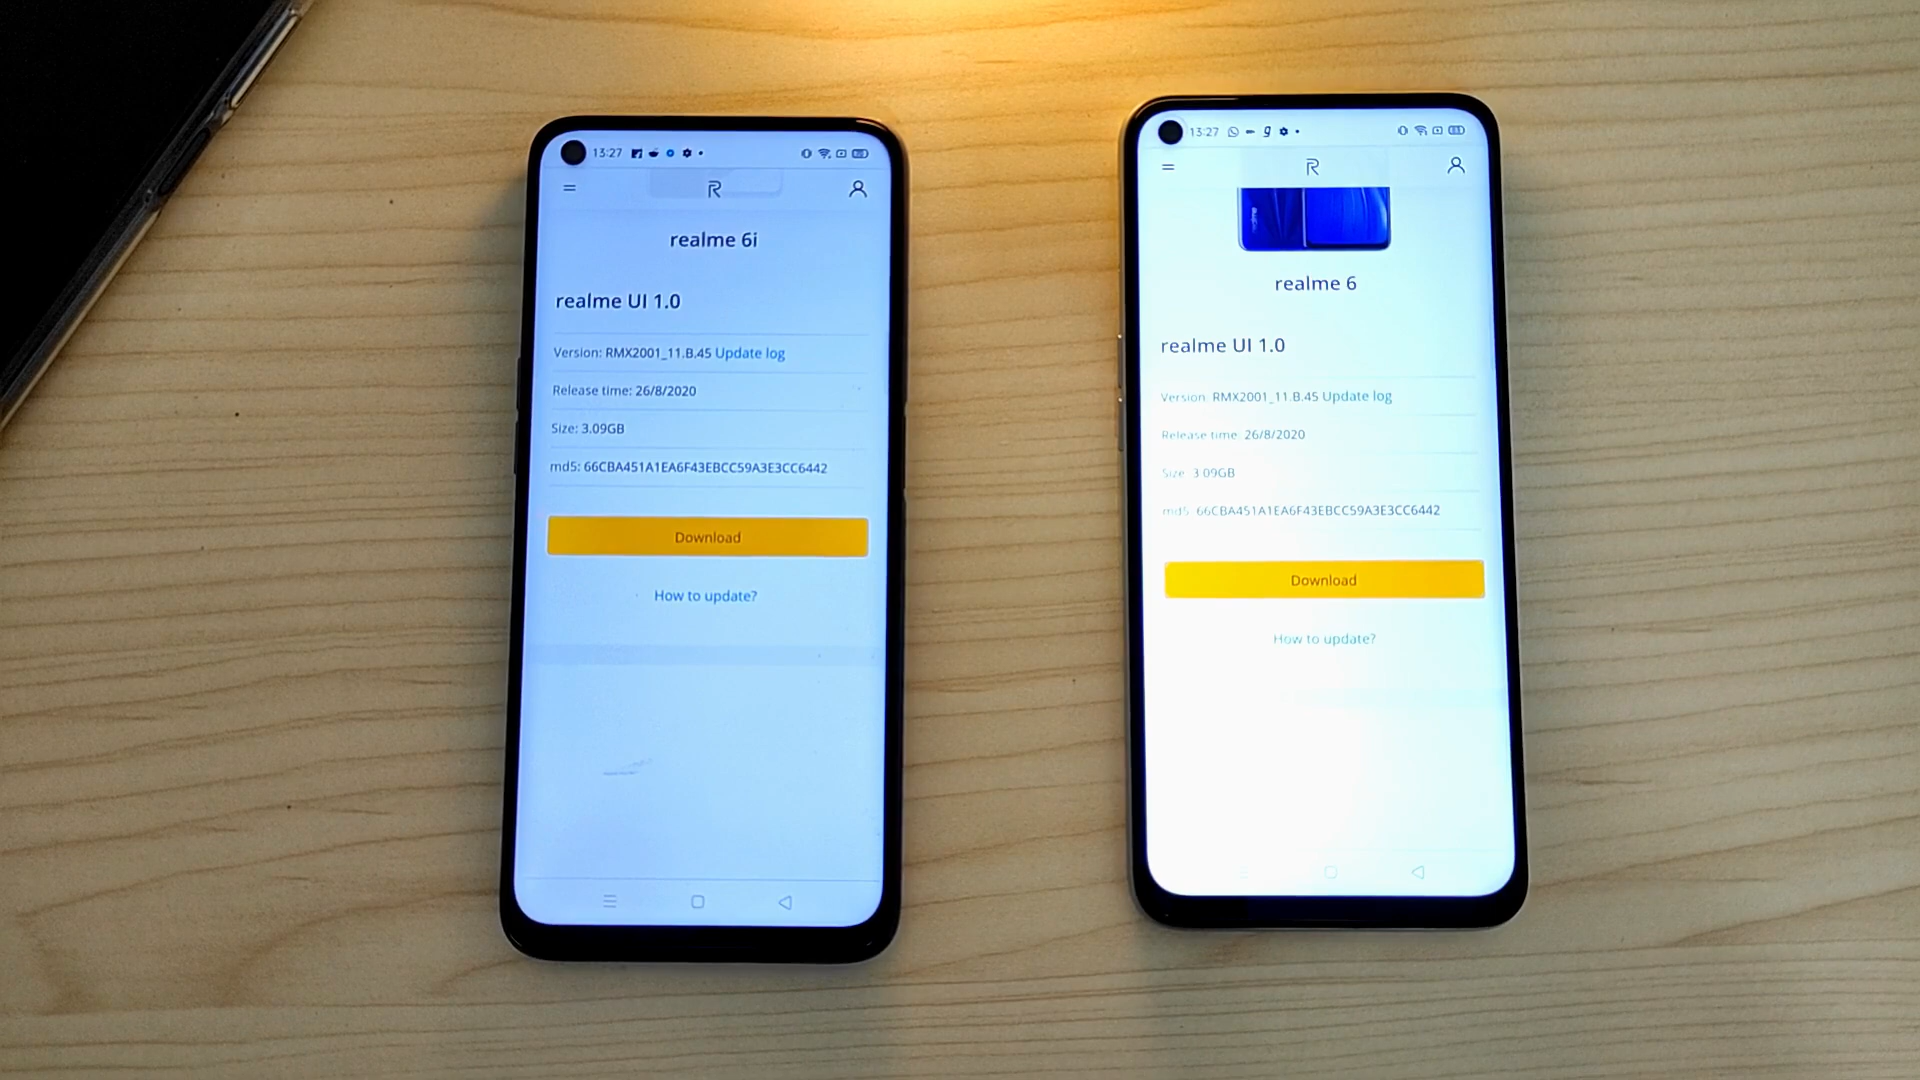 13:27
realme 6i
realme UI 1.0
Version: RMX2001_11.B.45 Update log
Release time: 26/8/2020
Size: 3.09GB
md5: 66CBA451A1EA6F43EBCC59A3E3CC6442
Download
How to update?
13:27
realme
realme 6
realme UI 1.0
Version: RMX2001_11.B.45 Update log
Release time: 26/8/2020
Size: 3.09GB
md5: 66CBA451A1EA6F43EBCC59A3E3CC6442
Download
How to update?